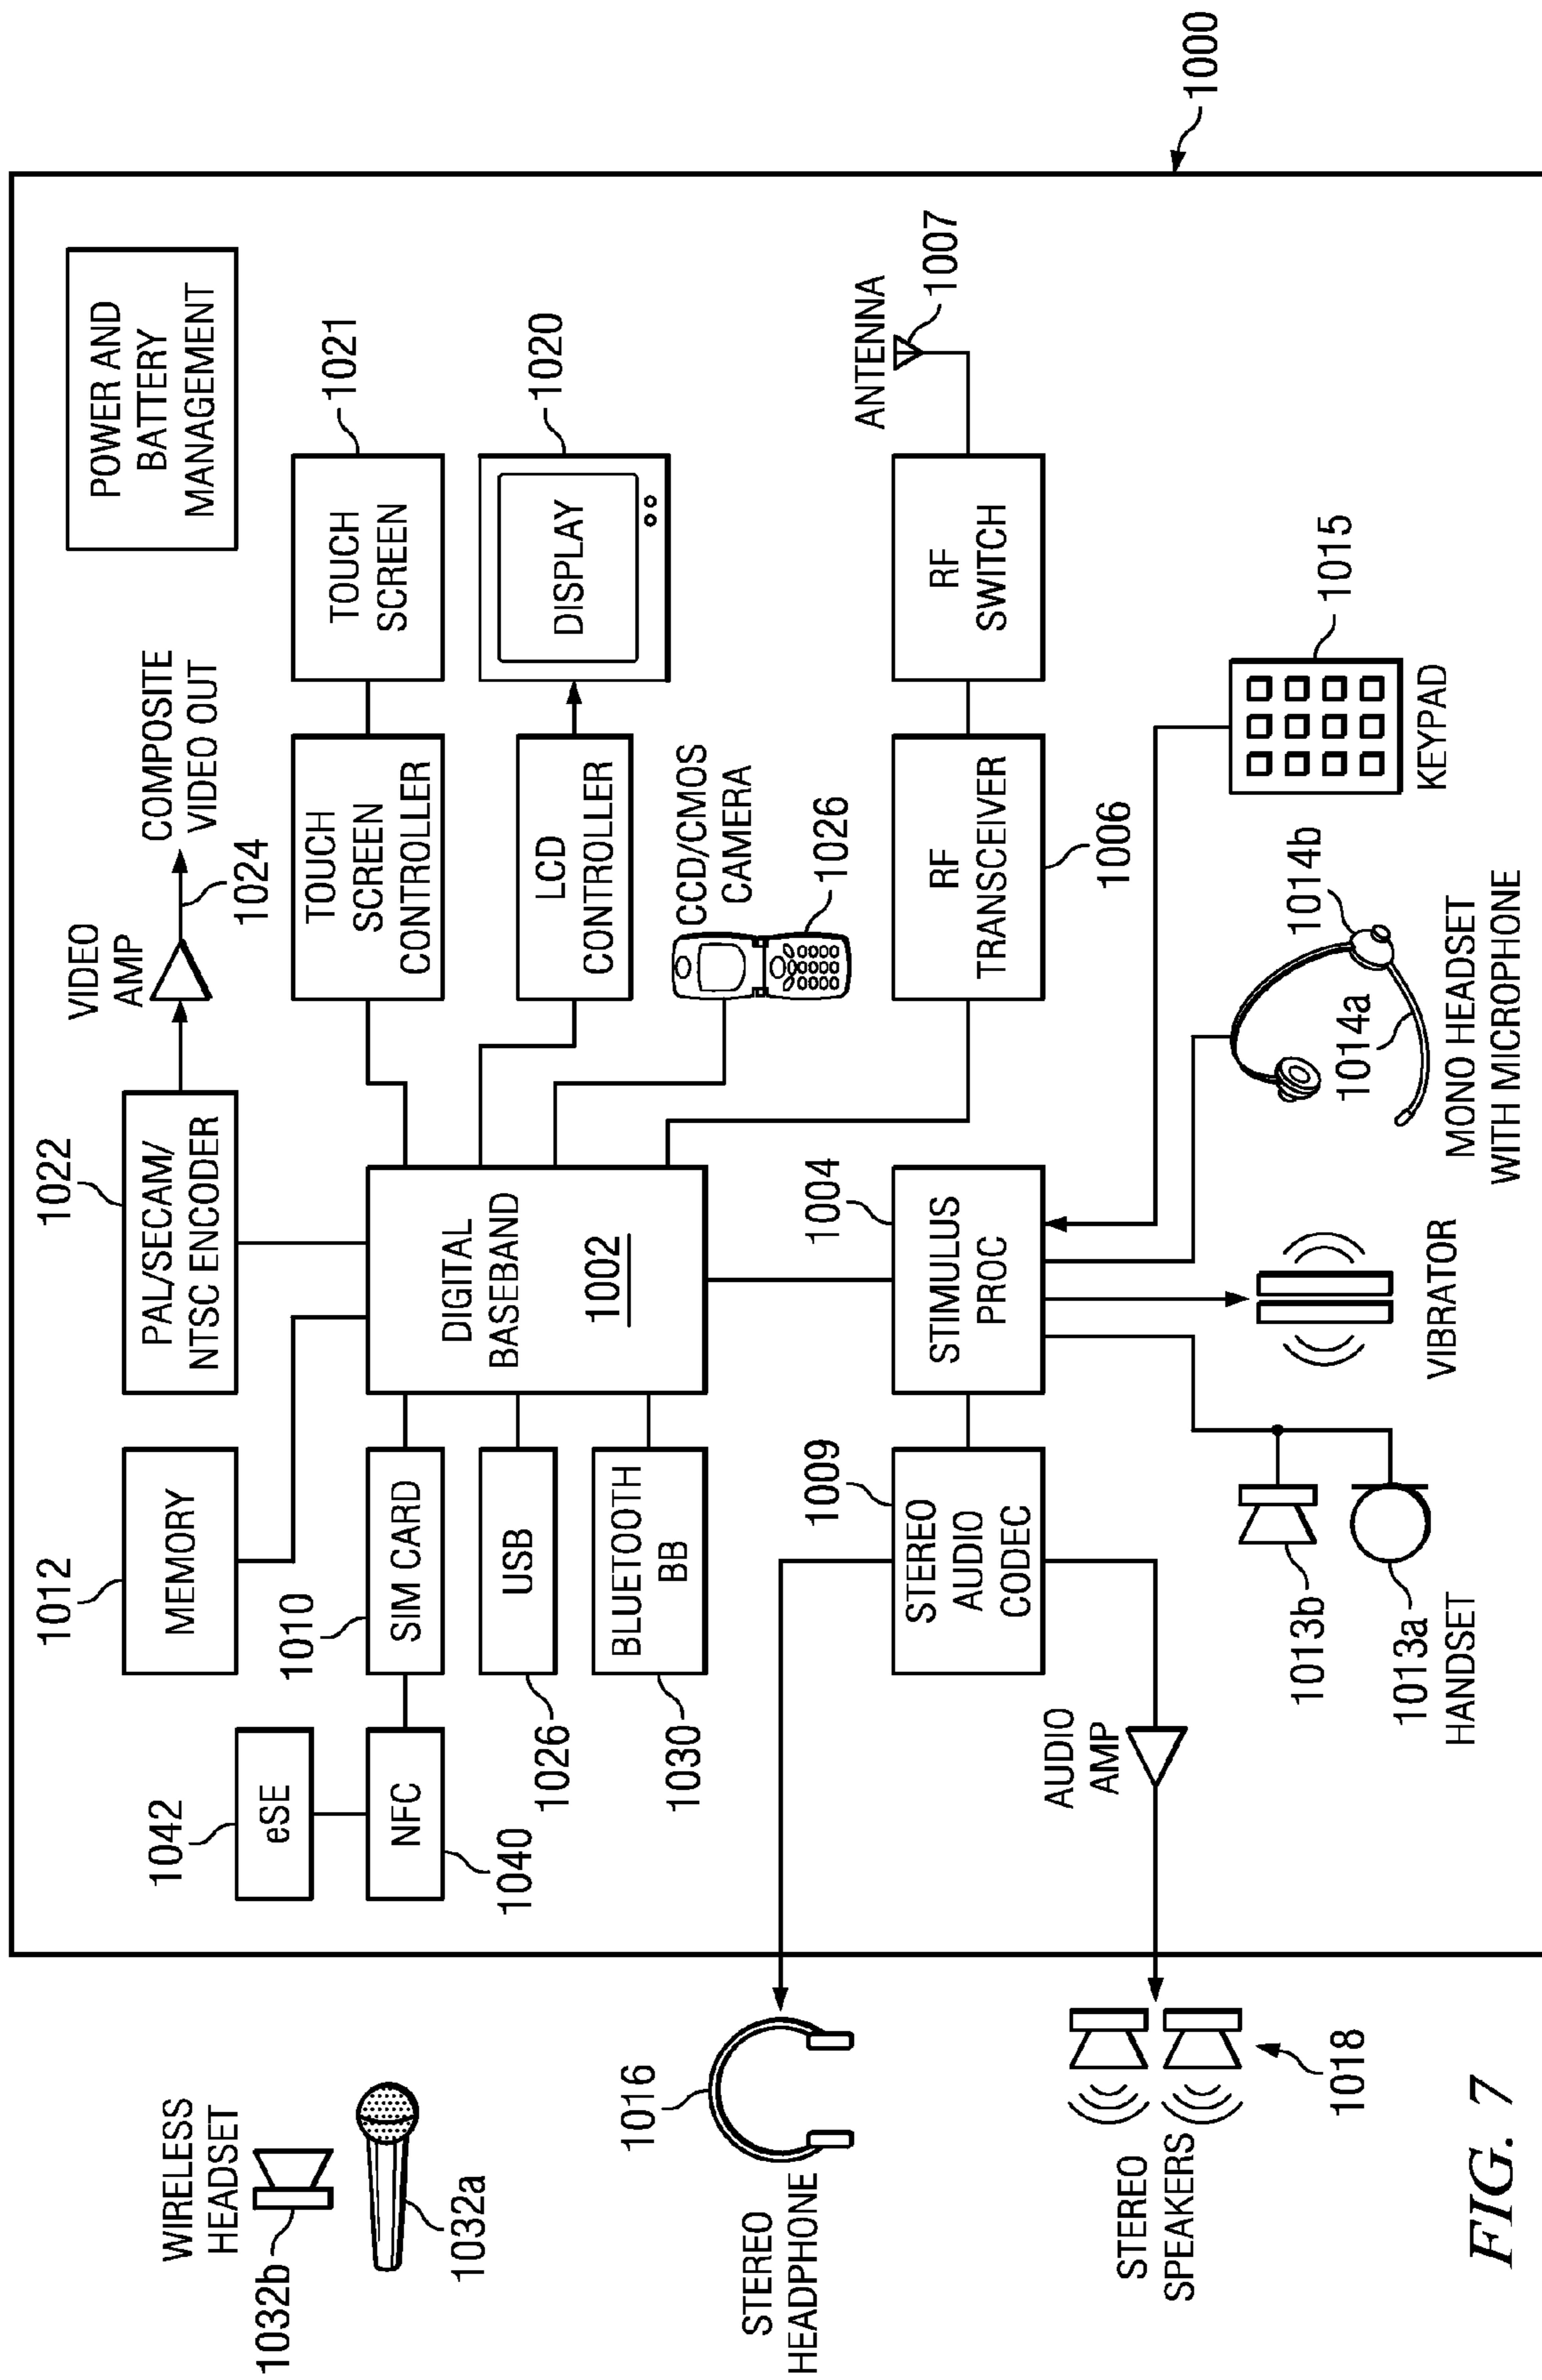 1032b
WIRELESS
HEADSET
1032a
STEREO
HEADPHONE
1016
STEREO
SPEAKERS
1018
1042
eSE
NFC
1040
1012
MEMORY
1010
SIM CARD
USB
1026
BLUETOOTH
BB
1030
1022
PAL/SECAM/
NTSC ENCODER
VIDEO
AMP
1024
COMPOSITE
VIDEO OUT
POWER AND
BATTERY
MANAGEMENT
DIGITAL
BASEBAND
1002
TOUCH
SCREEN
CONTROLLER
TOUCH
SCREEN
1021
LCD
CONTROLLER
DISPLAY
1020
CCD/CMOS
CAMERA
1026
RF
TRANSCEIVER
1006
RF
SWITCH
ANTENNA
1007
1009
STEREO
AUDIO
CODEC
1004
STIMULUS
PROC
AUDIO
AMP
1013b
1013a
HANDSET
VIBRATOR
1014a
1014b
MONO HEADSET
WITH MICROPHONE
1015
KEYPAD
1000
FIG. 7